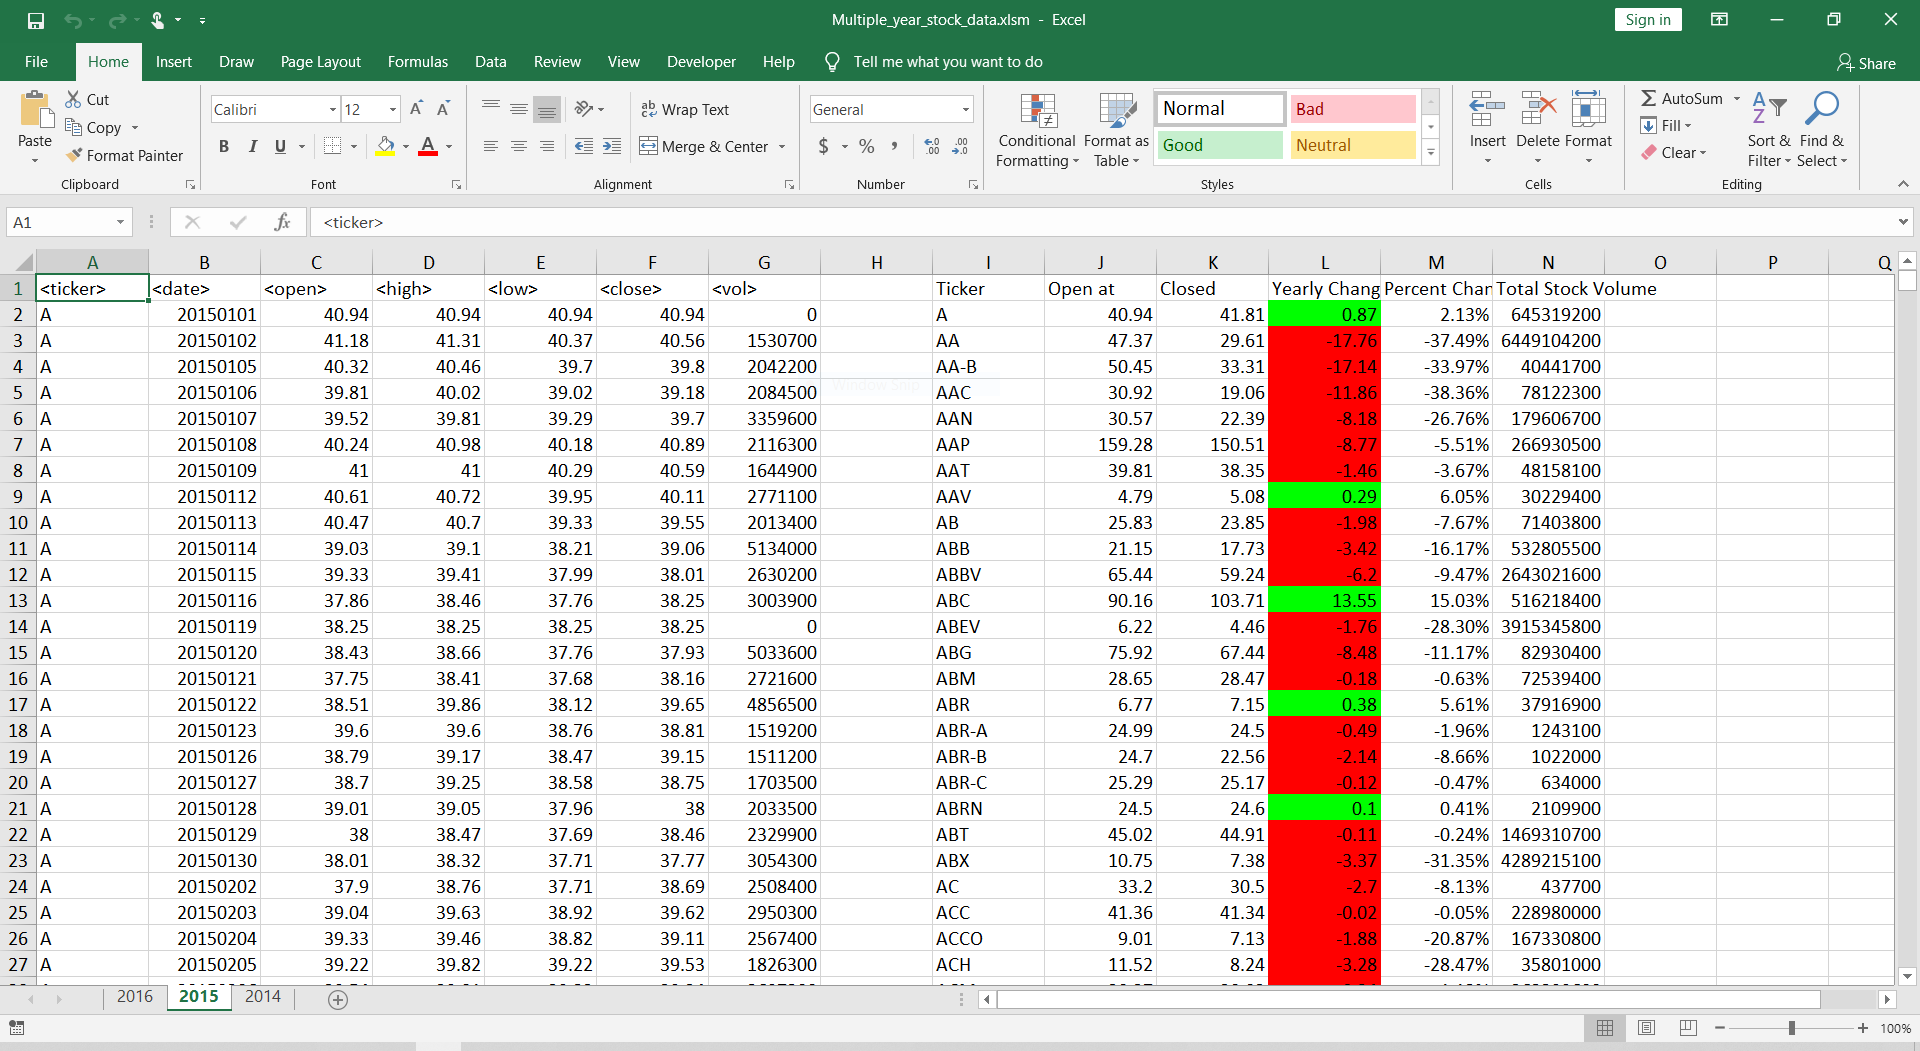 Multiple_year_stock_data.xlsm - Excel
Sign in
File Home Insert Draw Page Layout Formulas Data Review View Developer Help Tell me what you want to do Share
Paste
Cut
Copy
Format Painter
Clipboard
Calibri 12
B I U A
Font
ab Wrap Text
Merge & Center
Alignment
General
$ % ,
Number
Conditional Formatting
Format as Table
Normal Bad
Good Neutral
Styles
Insert Delete Format
Cells
AutoSum
Fill
Clear
Sort & Filter
Find & Select
Editing
A1 fx <ticker>
A B C D E F G H I J K L M N O P Q
1 <ticker> <date> <open> <high> <low> <close> <vol> Ticker Open at Closed Yearly Chang Percent Chan Total Stock Volume
2 A 20150101 40.94 40.94 40.94 40.94 0 A 40.94 41.81 0.87 2.13% 645319200
3 A 20150102 41.18 41.31 40.37 40.56 1530700 AA 47.37 29.61 -17.76 -37.49% 6449104200
4 A 20150105 40.32 40.46 39.7 39.8 2042200 AA-B 50.45 33.31 -17.14 -33.97% 40441700
5 A 20150106 39.81 40.02 39.02 39.18 2084500 AAC 30.92 19.06 -11.86 -38.36% 78122300
6 A 20150107 39.52 39.81 39.29 39.7 3359600 AAN 30.57 22.39 -8.18 -26.76% 179606700
7 A 20150108 40.24 40.98 40.18 40.89 2116300 AAP 159.28 150.51 -8.77 -5.51% 266930500
8 A 20150109 41 41 40.29 40.59 1644900 AAT 39.81 38.35 -1.46 -3.67% 48158100
9 A 20150112 40.61 40.72 39.95 40.11 2771100 AAV 4.79 5.08 0.29 6.05% 30229400
10 A 20150113 40.47 40.7 39.33 39.55 2013400 AB 25.83 23.85 -1.98 -7.67% 71403800
11 A 20150114 39.03 39.1 38.21 39.06 5134000 ABB 21.15 17.73 -3.42 -16.17% 532805500
12 A 20150115 39.33 39.41 37.99 38.01 2630200 ABBV 65.44 59.24 -6.2 -9.47% 2643021600
13 A 20150116 37.86 38.46 37.76 38.25 3003900 ABC 90.16 103.71 13.55 15.03% 516218400
14 A 20150119 38.25 38.25 38.25 38.25 0 ABEV 6.22 4.46 -1.76 -28.30% 3915345800
15 A 20150120 38.43 38.66 37.76 37.93 5033600 ABG 75.92 67.44 -8.48 -11.17% 82930400
16 A 20150121 37.75 38.41 37.68 38.16 2721600 ABM 28.65 28.47 -0.18 -0.63% 72539400
17 A 20150122 38.51 39.86 38.12 39.65 4856500 ABR 6.77 7.15 0.38 5.61% 37916900
18 A 20150123 39.6 39.6 38.76 38.81 1519200 ABR-A 24.99 24.5 -0.49 -1.96% 1243100
19 A 20150126 38.79 39.17 38.47 39.15 1511200 ABR-B 24.7 22.56 -2.14 -8.66% 1022000
20 A 20150127 38.7 39.25 38.58 38.75 1703500 ABR-C 25.29 25.17 -0.12 -0.47% 634000
21 A 20150128 39.01 39.05 37.96 38 2033500 ABRN 24.5 24.6 0.1 0.41% 2109900
22 A 20150129 38 38.47 37.69 38.46 2329900 ABT 45.02 44.91 -0.11 -0.24% 1469310700
23 A 20150130 38.01 38.32 37.71 37.77 3054300 ABX 10.75 7.38 -3.37 -31.35% 4289215100
24 A 20150202 37.9 38.76 37.71 38.69 2508400 AC 33.2 30.5 -2.7 -8.13% 437700
25 A 20150203 39.04 39.63 38.92 39.62 2950300 ACC 41.36 41.34 -0.02 -0.05% 228980000
26 A 20150204 39.33 39.46 38.82 39.11 2567400 ACCO 9.01 7.13 -1.88 -20.87% 167330800
27 A 20150205 39.22 39.82 39.22 39.53 1826300 ACH 11.52 8.24 -3.28 -28.47% 35801000
2016 2015 2014
100%